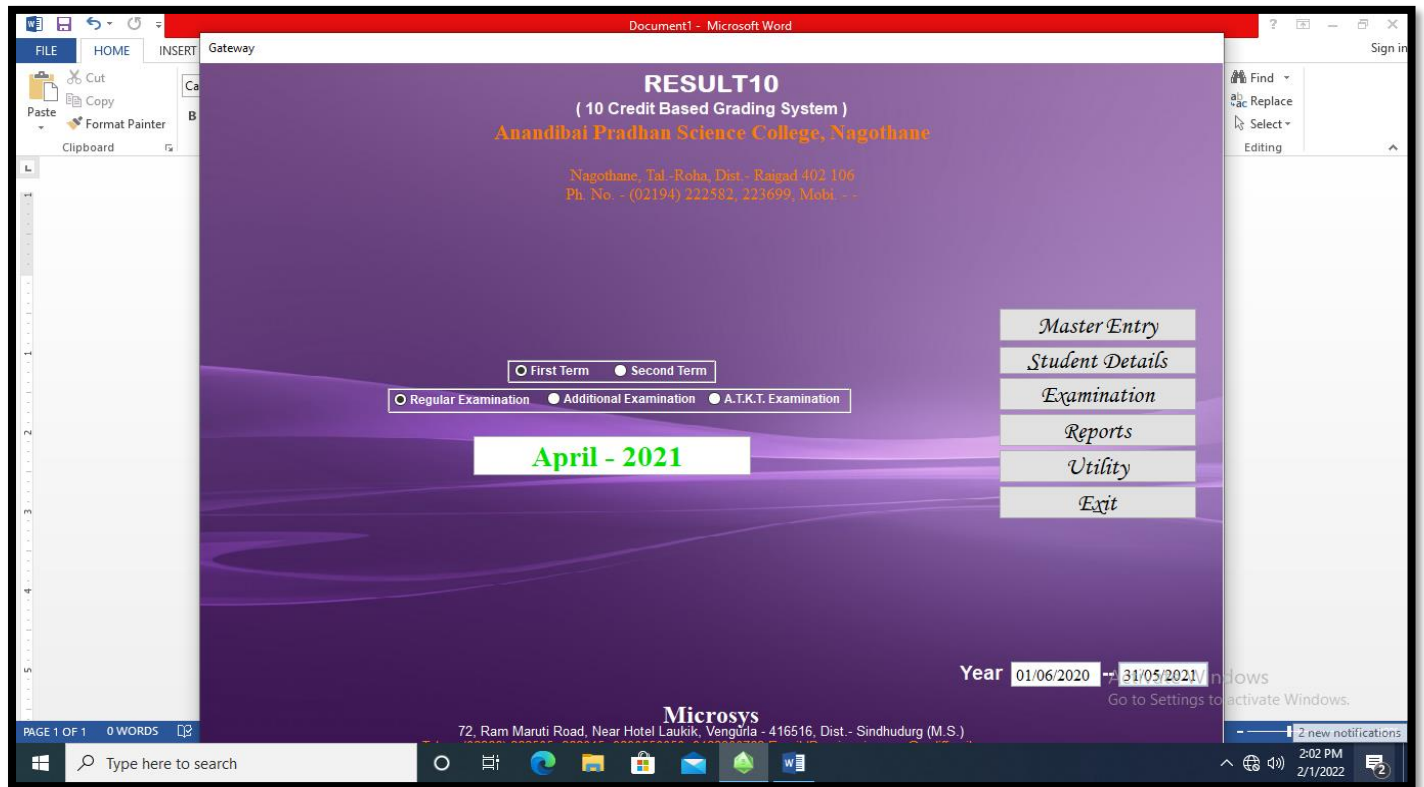 Document1 - Microsoft Word
FILE HOME INSERT
Sign in
Gateway
Cut
Copy
Format Painter
Paste
Clipboard
Ca
B
Find
Replace
Select
Editing
RESULT10
( 10 Credit Based Grading System )
Anandibai Pradhan Science College, Nagothane
Nagothane, Tal.-Roha, Dist.- Raigad 402 106
Ph. No. - (02194) 222582, 223699, Mobi. - -
Master Entry
Student Details
Examination
Reports
Utility
Exit
First Term Second Term
Regular Examination Additional Examination A.T.K.T. Examination
April - 2021
Year 01/06/2020 -- 31/05/2021
Activate Windows
Go to Settings to activate Windows.
Microsys
72, Ram Maruti Road, Near Hotel Laukik, Vengurla - 416516, Dist.- Sindhudurg (M.S.)
PAGE 1 OF 1 0 WORDS
2 new notifications
Type here to search
2:02 PM
2/1/2022
2